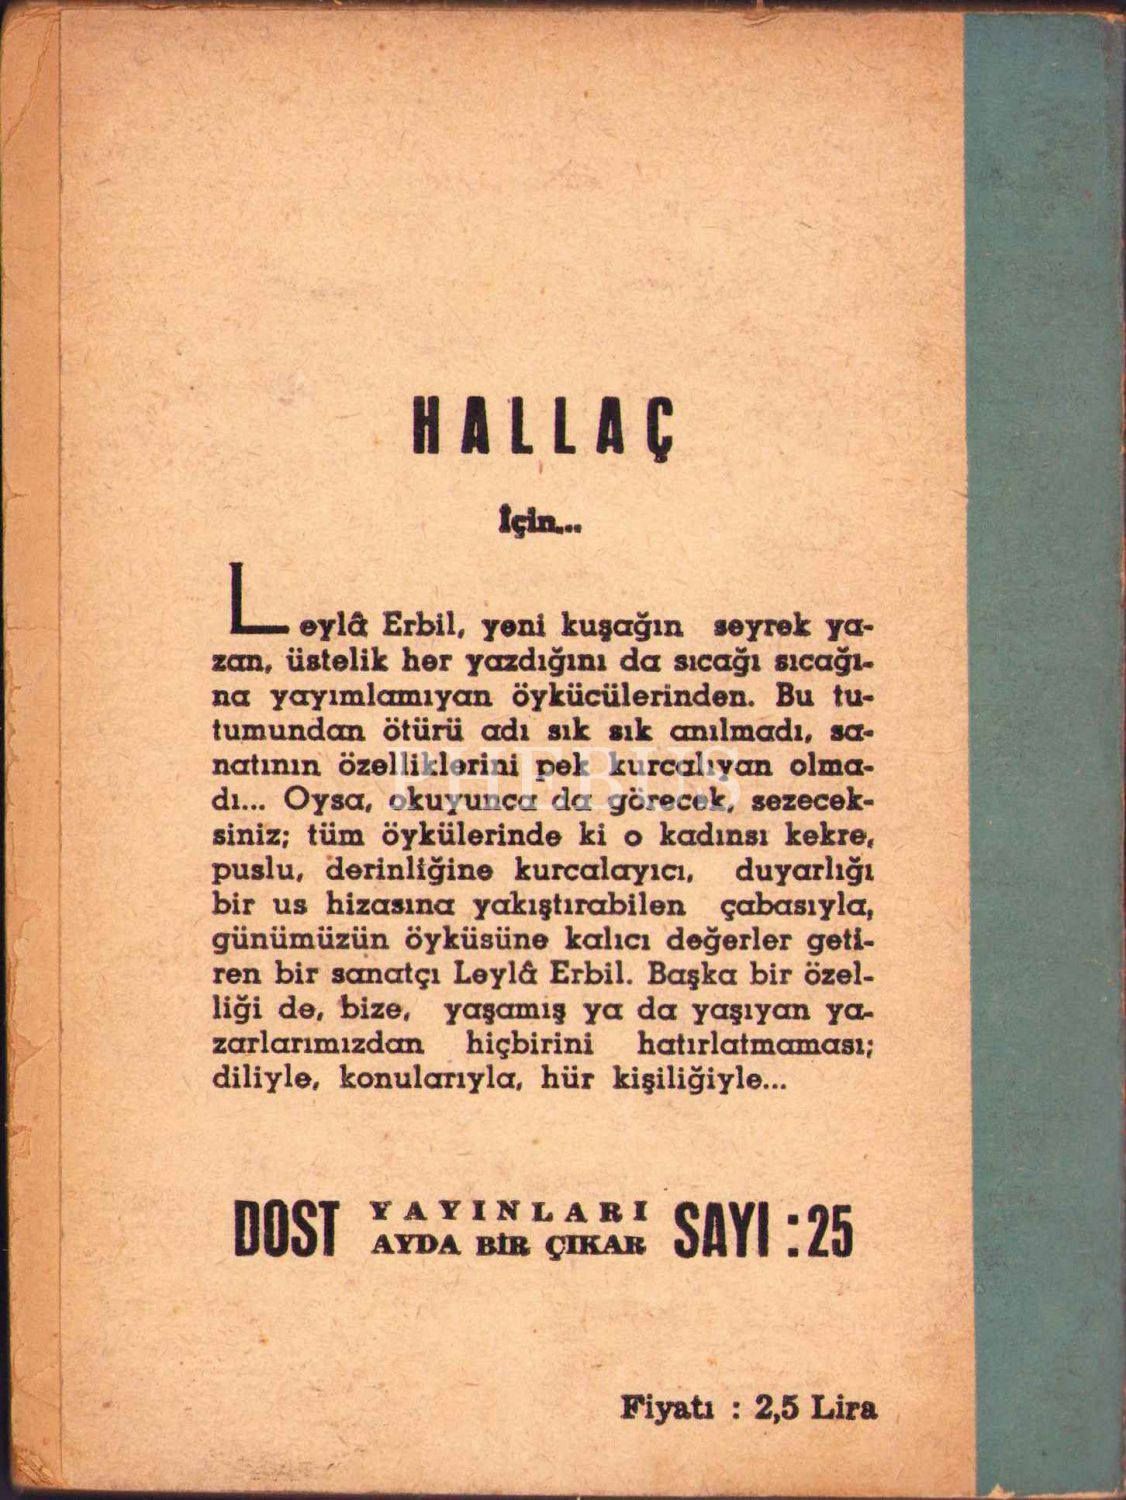 HALLAÇ
İçin...
Leylâ Erbil, yeni kuşağın seyrek ya-
zan, üstelik her yazdığını da sıcağı sıcağı-
na yayımlamıyan öykücülerinden. Bu tu-
tumundan ötürü adı sık sık anılmadı, sa-
natının özelliklerini pek kurcalıyan olma-
dı... Oysa, okuyunca da görecek, sezecek-
siniz; tüm öykülerinde ki o kadınsı kekre,
puslu, derinliğine kurcalayıcı, duyarlığı
bir us hizasına yakıştırabilen çabasıyla,
günümüzün öyküsüne kalıcı değerler geti-
ren bir sanatçı Leylâ Erbil. Başka bir özel-
liği de, bize, yaşamış ya da yaşıyan ya-
zarlarımızdan hiçbirini hatırlatmaması;
diliyle, konularıyla, hür kişiliğiyle...
PHEBUS
DOST YAYINLARI SAYI : 25
AYDA BİR ÇIKAR
Fiyatı : 2,5 Lira